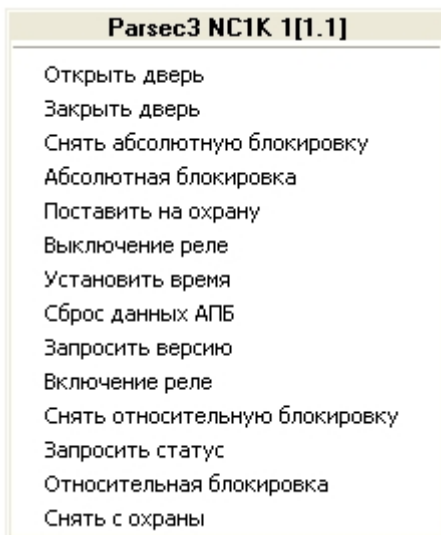 Parsec3 NC1K 1[1.1]
Открыть дверь
Закрыть дверь
Снять абсолютную блокировку
Абсолютная блокировка
Поставить на охрану
Выключение реле
Установить время
Сброс данных АПБ
Запросить версию
Включение реле
Снять относительную блокировку
Запросить статус
Относительная блокировка
Снять с охраны